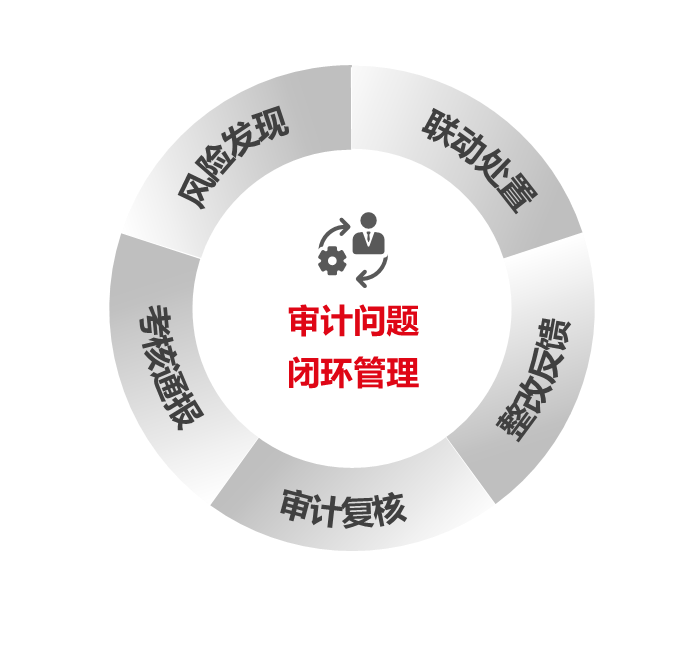 风险发现
联动处置
整改反馈
审计复核
考核通报
审计问题
闭环管理